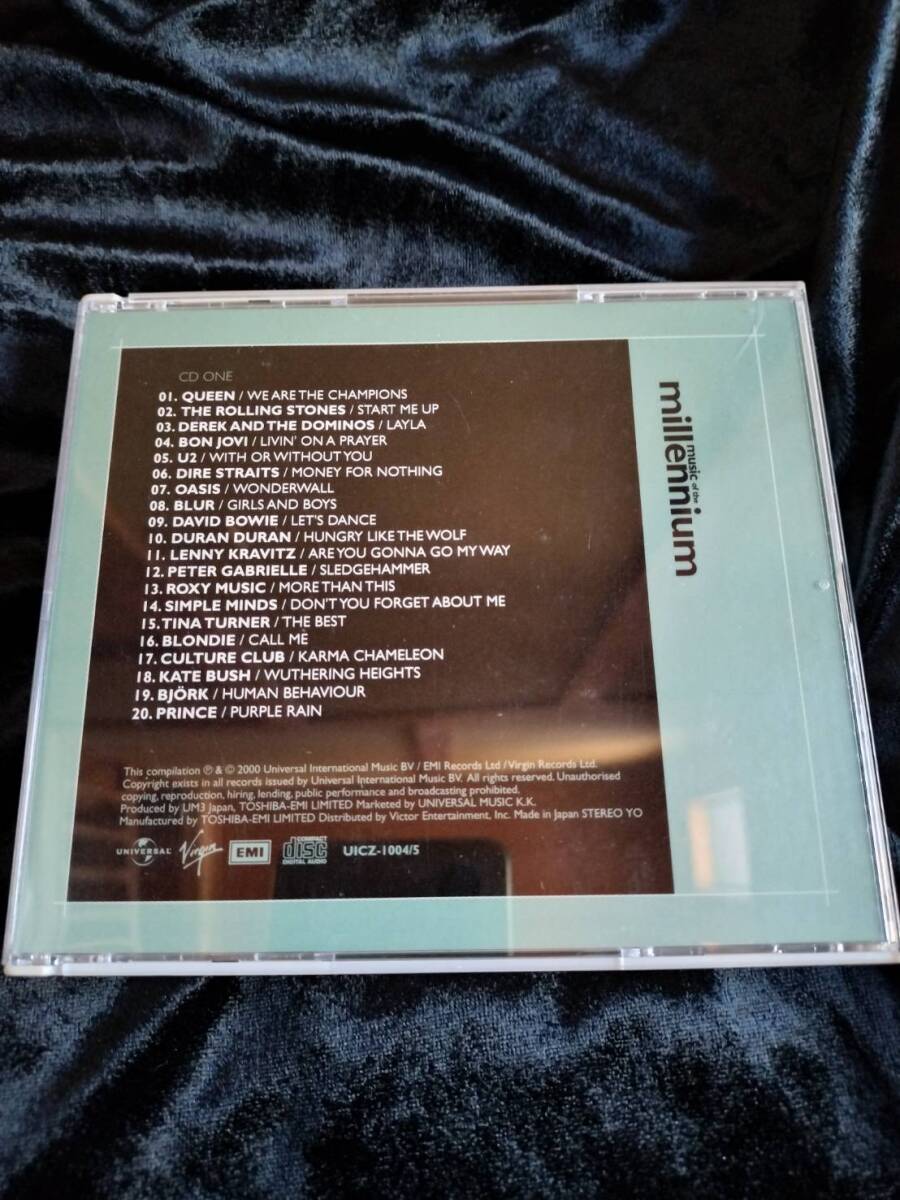 CD ONE
01. QUEEN / WE ARE THE CHAMPIONS
02. THE ROLLING STONES / START ME UP
03. DEREK AND THE DOMINOS / LAYLA
04. BON JOVI / LIVIN' ON A PRAYER
05. U2 / WITH OR WITHOUT YOU
06. DIRE STRAITS / MONEY FOR NOTHING
07. OASIS / WONDERWALL
08. BLUR / GIRLS AND BOYS
09. DAVID BOWIE / LET'S DANCE
10. DURAN DURAN / HUNGRY LIKE THE WOLF
11. LENNY KRAVITZ / ARE YOU GONNA GO MY WAY
12. PETER GABRIELLE / SLEDGEHAMMER
13. ROXY MUSIC / MORE THAN THIS
14. SIMPLE MINDS / DON'T YOU FORGET ABOUT ME
15. TINA TURNER / THE BEST
16. BLONDIE / CALL ME
17. CULTURE CLUB / KARMA CHAMELEON
18. KATE BUSH / WUTHERING HEIGHTS
19. BJÖRK / HUMAN BEHAVIOUR
20. PRINCE / PURPLE RAIN
This compilation ℗ & © 2000 Universal International Music BV / EMI Records Ltd / Virgin Records Ltd.
Copyright exists in all records issued by Universal International Music BV. All rights reserved. Unauthorised
copying, reproduction, hiring, lending, public performance and broadcasting prohibited.
Produced by UM3 Japan, TOSHIBA-EMI LIMITED Marketed by UNIVERSAL MUSIC K.K.
Manufactured by TOSHIBA-EMI LIMITED Distributed by Victor Entertainment, Inc. Made in Japan STEREO YO
UNIVERSAL Virgin EMI COMPACT disc DIGITAL AUDIO UICZ-1004/5
music of the
millennium